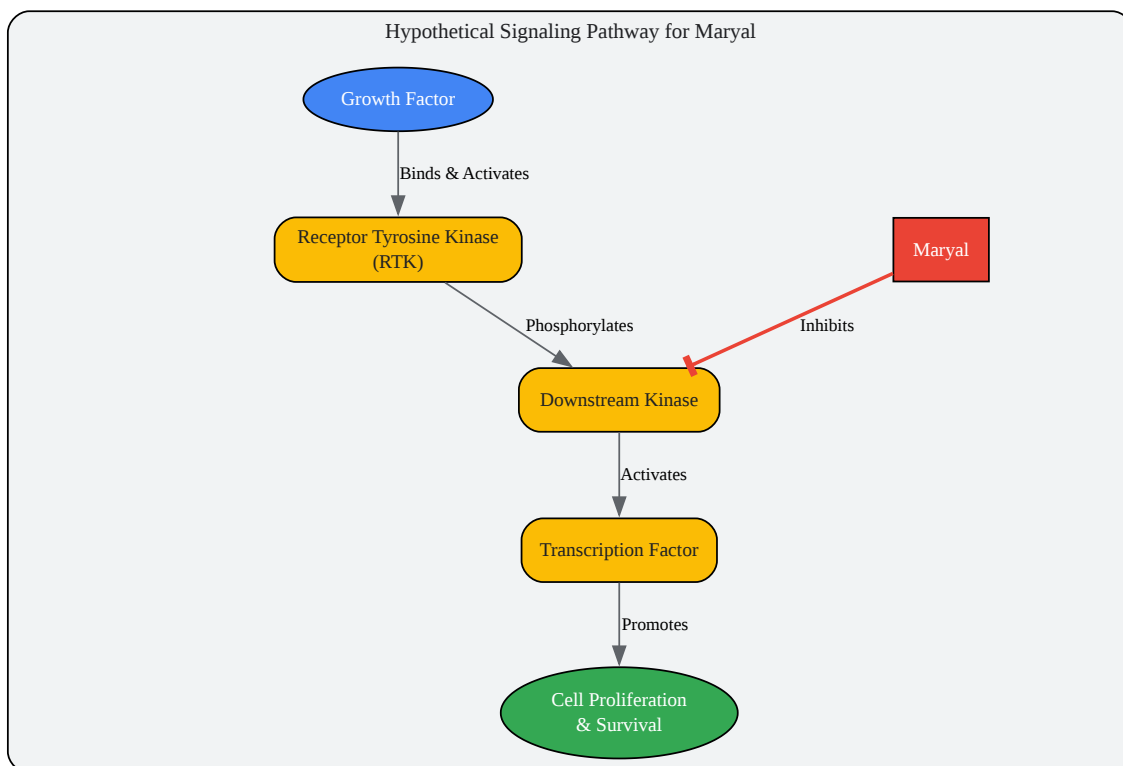 Hypothetical Signaling Pathway for Maryal
Growth Factor
Binds & Activates
Receptor Tyrosine Kinase
(RTK)
Maryal
Phosphorylates
Inhibits
Downstream Kinase
Activates
Transcription Factor
Promotes
Cell Proliferation
& Survival